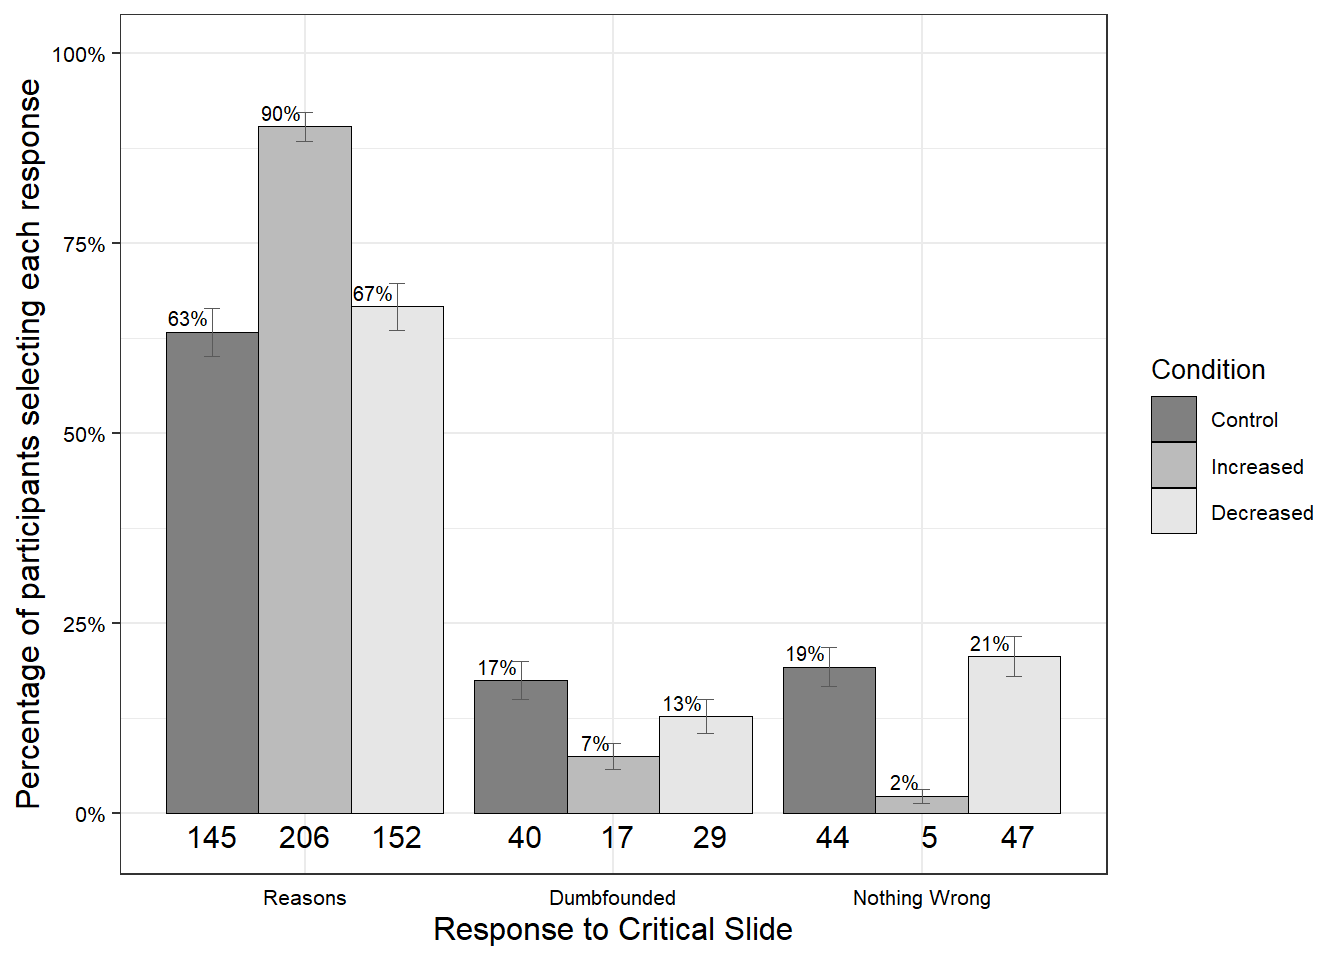 Percentage of participants selecting each response
100%
75%
50%
25%
0%
63%
90%
67%
17%
7%
13%
19%
2%
21%
145 206 152 40 17 29 44 5 47
Reasons Dumbfounded Nothing Wrong
Response to Critical Slide
Condition
Control
Increased
Decreased